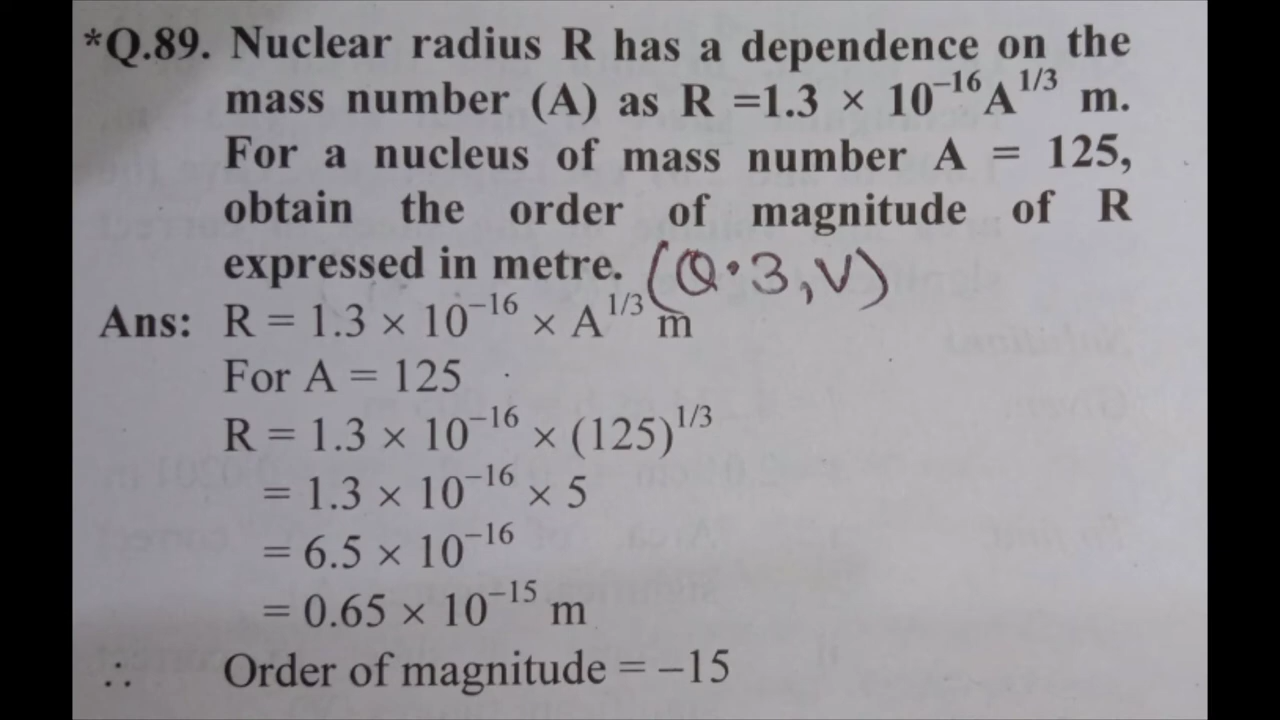 *Q.89. Nuclear radius R has a dependence on the
mass number (A) as R =1.3 × 10⁻¹⁶A¹/³ m.
For a nucleus of mass number A = 125,
obtain the order of magnitude of R
expressed in metre. (Q.3,V)
Ans: R = 1.3 × 10⁻¹⁶ × A¹/³ m
For A = 125
R = 1.3 × 10⁻¹⁶ × (125)¹/³
= 1.3 × 10⁻¹⁶ × 5
= 6.5 × 10⁻¹⁶
= 0.65 × 10⁻¹⁵ m
∴ Order of magnitude = –15